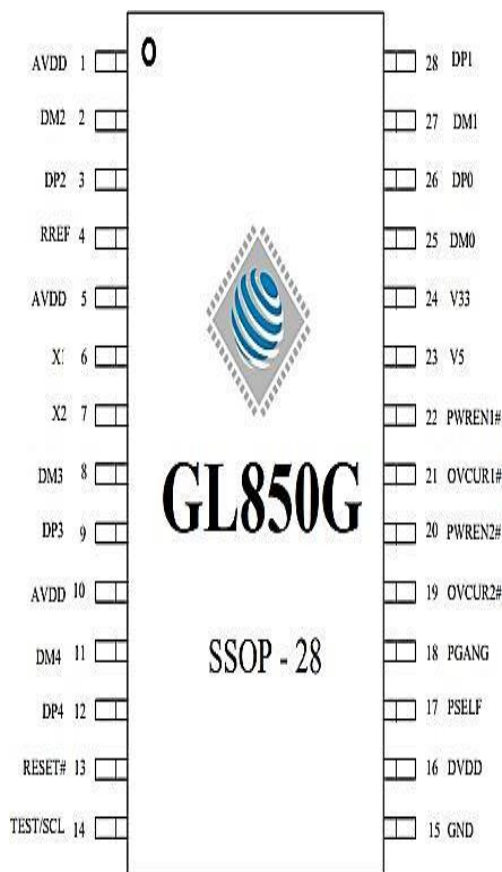 AVDD 1
DM2 2
DP2 3
RREF 4
AVDD 5
X1 6
X2 7
DM3 8
DP3 9
AVDD 10
DM4 11
DP4 12
RESET# 13
TEST/SCL 14
GL850G
SSOP - 28
28 DP1
27 DM1
26 DP0
25 DM0
24 V33
23 V5
22 PWREN1#
21 OVCUR1#
20 PWREN2#
19 OVCUR2#
18 PGANG
17 PSELF
16 DVDD
15 GND